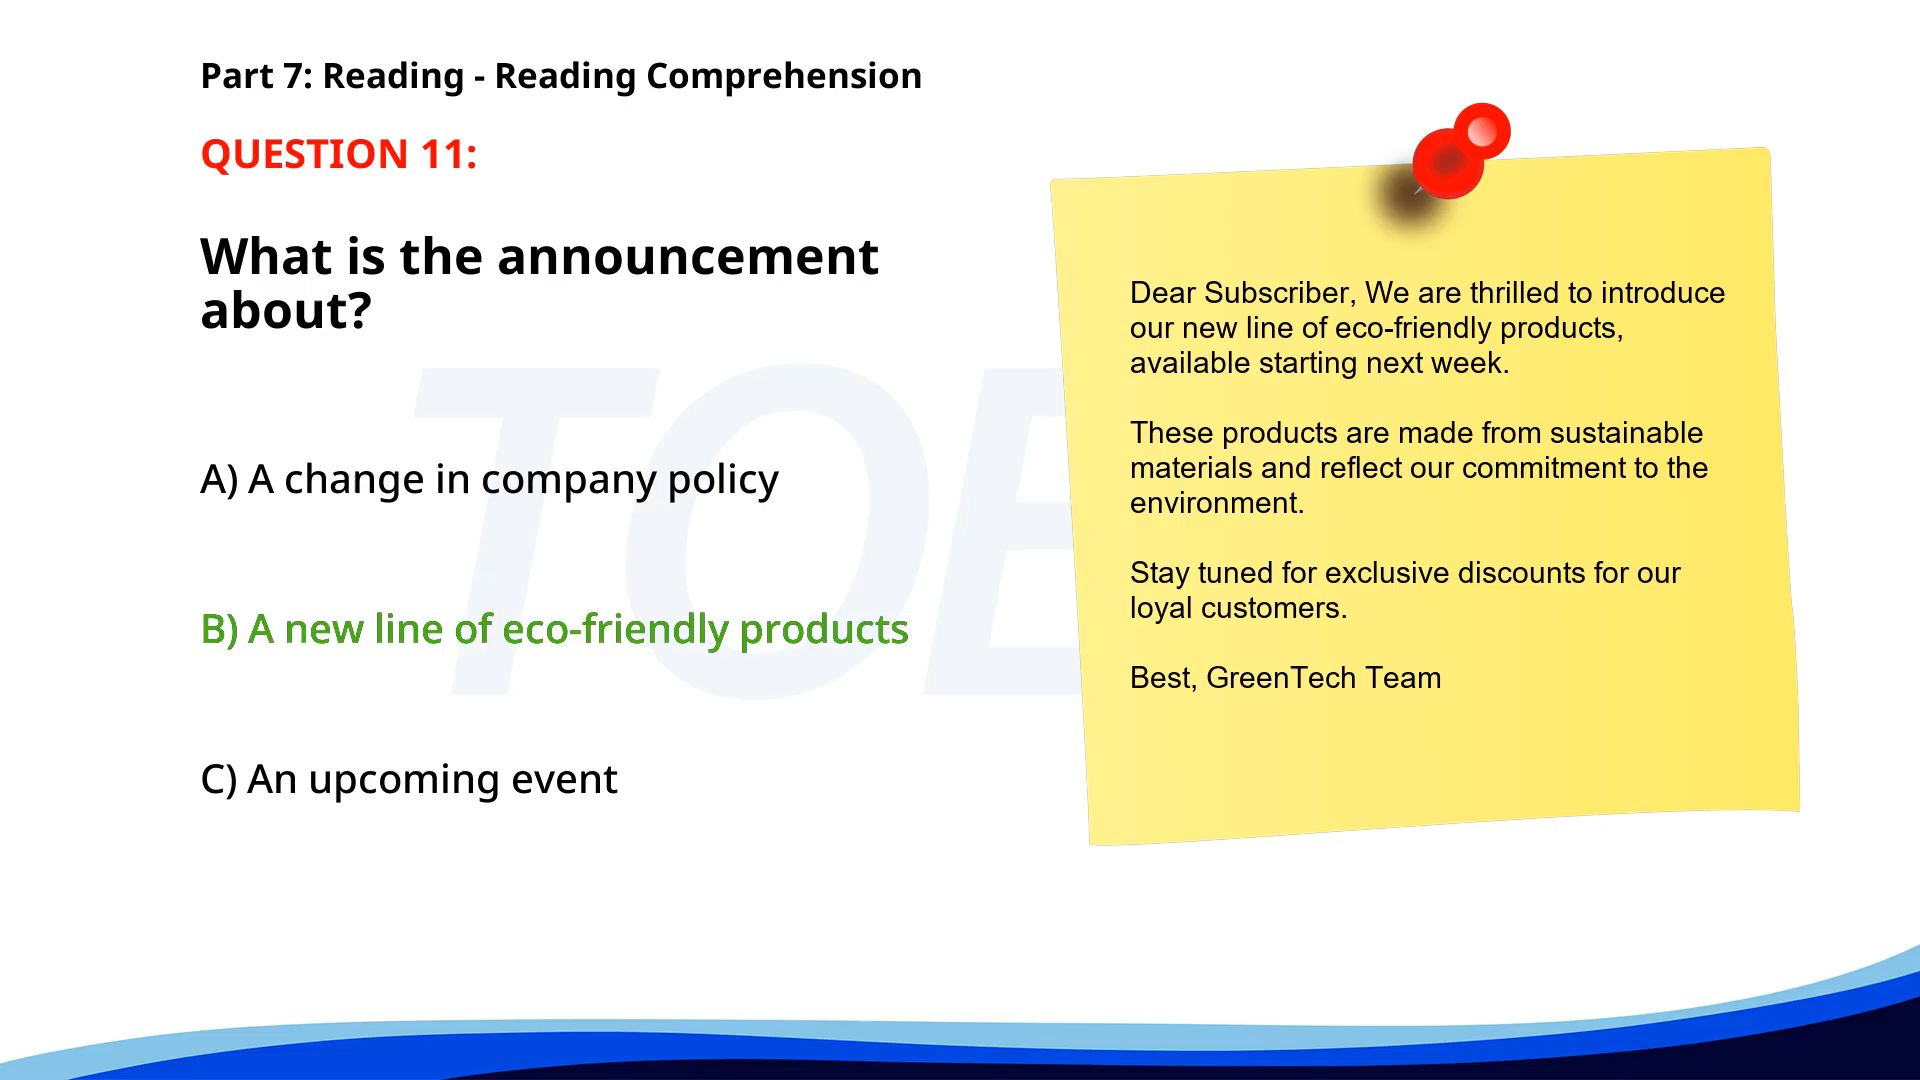 Part 7: Reading - Reading Comprehension
QUESTION 11:
What is the announcement
about?
A) A change in company policy
B) A new line of eco-friendly products
C) An upcoming event
Dear Subscriber, We are thrilled to introduce
our new line of eco-friendly products,
available starting next week.
These products are made from sustainable
materials and reflect our commitment to the
environment.
Stay tuned for exclusive discounts for our
loyal customers.
Best, GreenTech Team